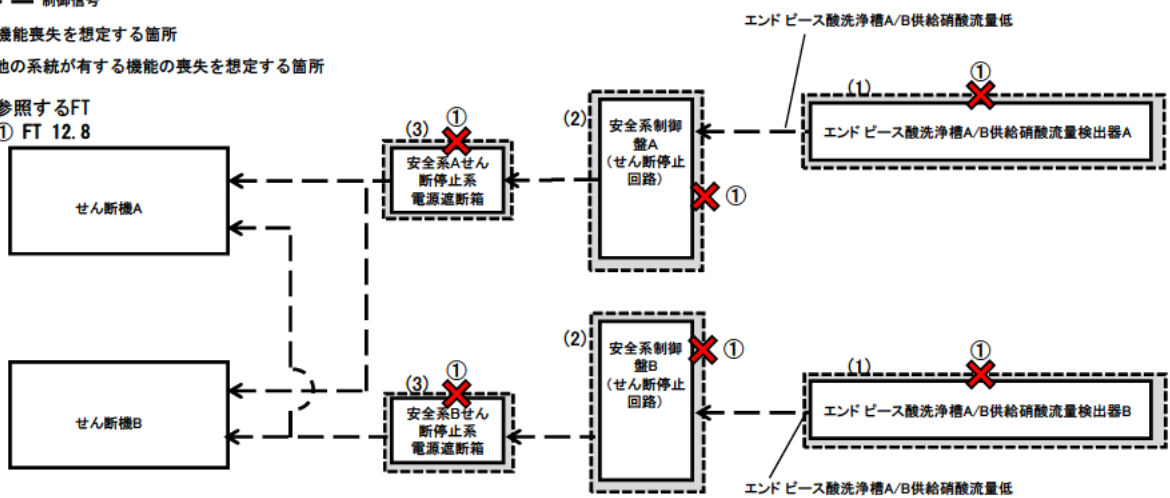 制御信号
機能喪失を想定する箇所
他の系統が有する機能の喪失を想定する箇所
参照するFT
① FT 12.8
エンド ピース酸洗浄槽A/B供給硝酸流量低
(1)
①
エンド ピース酸洗浄槽A/B供給硝酸流量検出器A
(2)
安全系制御
盤A
(せん断停止
回路)
①
(3)
①
安全系Aせん
断停止系
電源遮断箱
せん断機A
せん断機B
(3)
①
安全系Bせん
断停止系
電源遮断箱
(2)
安全系制御
盤B
(せん断停止
回路)
①
(1)
①
エンド ピース酸洗浄槽A/B供給硝酸流量検出器B
エンド ピース酸洗浄槽A/B供給硝酸流量低